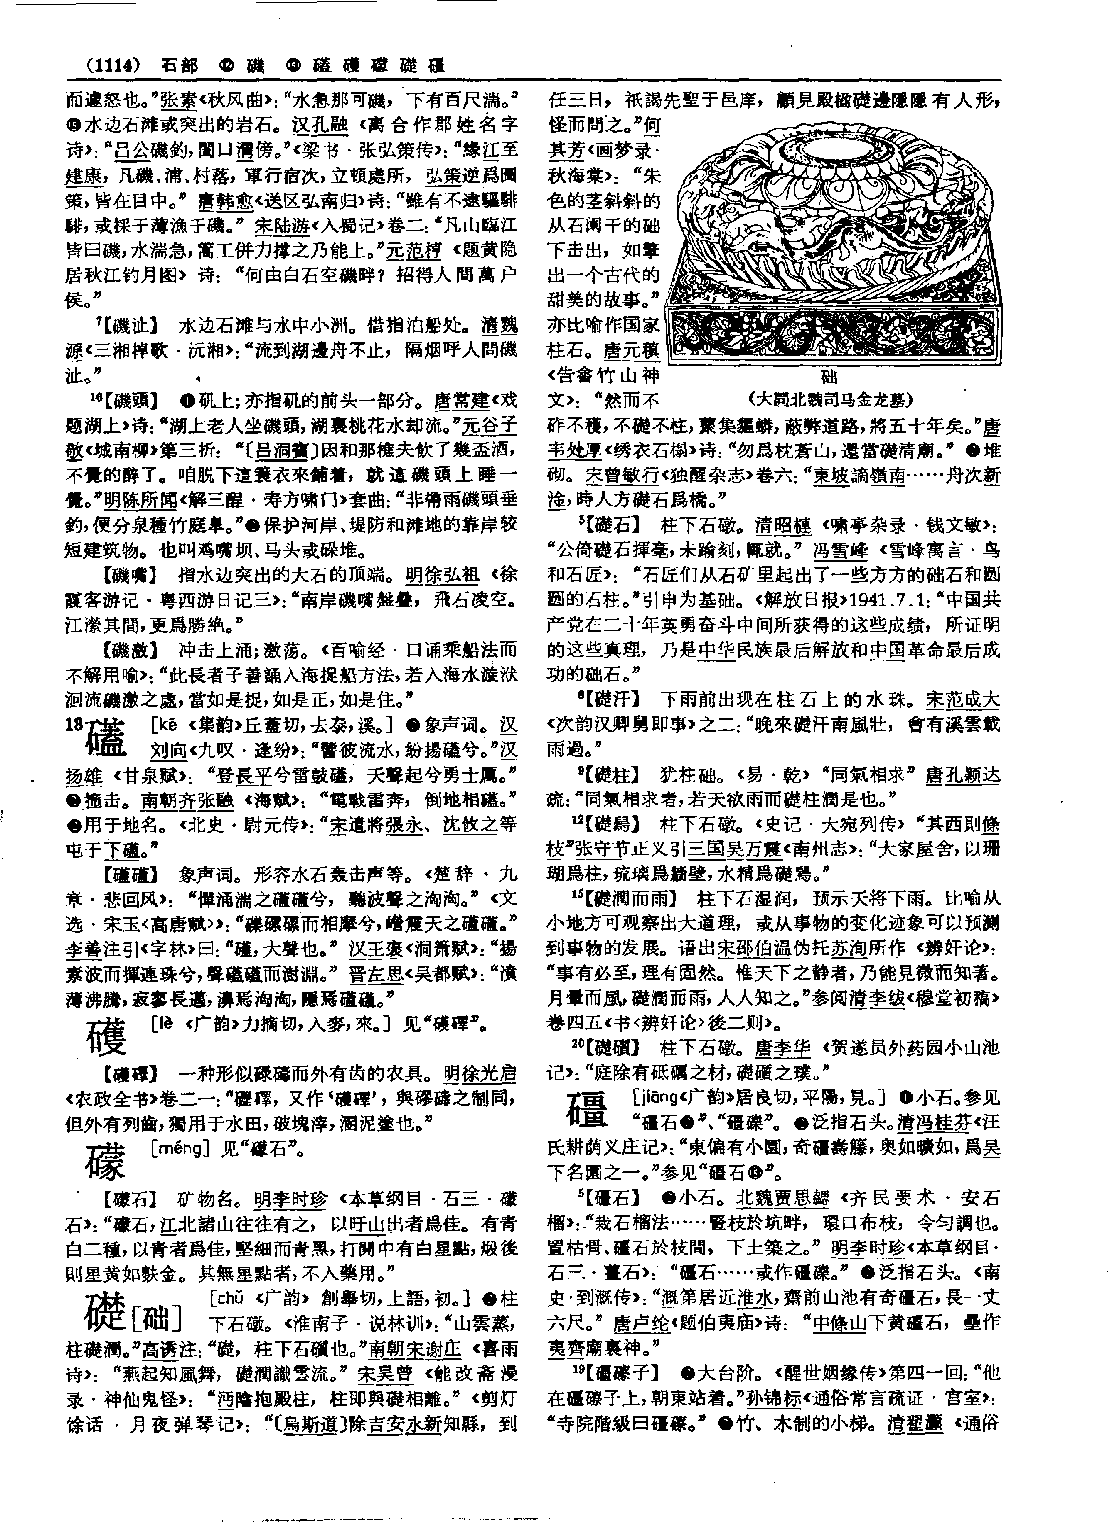 （1114） 石部 ⑫ 磯 ⑬ 礚 礭 礞 礎 礓
而遽怒也。”张耒《秋风曲》：“水急那可磯，下有百尺湍。”
❺水边石滩或突出的岩石。汉孔融《离合作郡姓名字
诗》：“吕公磯釣，闔口渭傍。”《梁书·张弘策传》：“緣江至
建康，凡磯、浦、村落，軍行宿次，立頓處所，弘策逆爲圖
策，皆在目中。”唐韩愈《送区弘南归》诗：“雖有不逮驅騑
騑，或採于薄漁于磯。”宋陆游《入蜀记》卷二：“凡山臨江
皆曰磯，水湍急，篙工併力撑之乃能上。”元范梈《题黄隐
居秋江钓月图》诗：“何由白石空磯畔？招得人間萬户
侯。”
⁷【磯沚】 水边石滩与水中小洲。借指泊船处。清魏
源《三湘棹歌·沅湘》：“流到湖邊舟不止，隔烟呼人問磯
沚。”
¹⁶【磯頭】 ❶矶上；亦指矶的前头一部分。唐常建《戏
题湖上》诗：“湖上老人坐磯頭，湖裏桃花水却流。”元谷子
敬《城南柳》第三折：“〔吕洞賓〕因和那樵夫飲了幾盃酒，
不覺的醉了。咱脱下這蓑衣來鋪着，就這磯頭上睡一
覺。”明陈所闻《解三酲·寿方啸门》套曲：“非帶雨磯頭垂
釣，便分泉種竹庭皋。”❷保护河岸、堤防和滩地的靠岸较
短建筑物。也叫鸡嘴坝、马头或垛堆。
【磯嘴】 指水边突出的大石的顶端。明徐弘祖《徐
霞客游记·粤西游日记三》：“南岸磯嘴盤疊，飛石凌空。
江瀠其間，更爲勝絶。”
【磯激】 冲击上涌；激荡。《百喻经·口诵乘船法而
不解用喻》：“此長者子善誦入海捉船方法，若入海水漩洑
洄流磯激之處，當如是捉，如是正，如是住。”
13礚 [kē 《集韵》丘蓋切，去泰，溪。] ❶象声词。汉
刘向《九叹·逢纷》：“譬彼流水，紛揚礚兮。”汉
扬雄《甘泉赋》：“登長平兮雷鼓礚，天聲起兮勇士厲。”
❷撞击。南朝齐张融《海赋》：“電戰雷奔，倒地相礚。”
❸用于地名。《北史·尉元传》：“宋遣將張永、沈攸之等
屯于下礚。”
【礚礚】 象声词。形容水石轰击声等。《楚辞·九
章·悲回风》：“憚涌湍之礚礚兮，聽波聲之洶洶。”《文
选·宋玉《高唐赋》》：“礫磥磥而相摩兮，巆震天之礚礚。”
李善注引《字林》曰：“礚，大聲也。”汉王褒《洞箫赋》：“揚
素波而揮連珠兮，聲礚礚而澍淵。”晋左思《吴都赋》：“濆
薄沸騰，寂寥長邁，濞焉洶洶，隱焉礚礚。”
[lè 《广韵》力摘切，入麥，來。] 见“礰礋”。
一种形似碌碡而外有齿的农具。明徐光启
《农政全书》卷二一：
但外有列齒，獨用于水田，破塊滓，溷泥塗也。”
礞 [méng] 见“礞石”。
【礞石】 矿物名。明李时珍《本草纲目·石三·礞
石》：“礞石，江北諸山往往有之，以盱山出者爲佳。有青
白二種，以青者爲佳，堅細而青黑，打開中有白星點，煅後
則星黄如麩金。其無星點者，不入藥用。”
礎[础] [chǔ 《广韵》創舉切，上語，初。] ❶柱
下石礅。《淮南子·说林训》：“山雲蒸，
柱礎潤。”高诱注：“礎，柱下石礩也。”南朝宋谢庄《喜雨
诗》：“燕起知風舞，礎潤識雲流。”宋吴曾《能改斋漫
录·神仙鬼怪》：“沔陰抱殿柱，柱即與礎相離。”《剪灯
馀话·月夜弹琴记》：“〔烏斯道〕除吉安永新知縣，到
任三日，祇謁先聖于邑庠，顧見殿楹礎邊隱隱有人形，
怪而問之。”何
其芳《画梦录·
秋海棠》：“朱
色的茎斜斜的
从石阑干的础
下击出，如擎
出一个古代的
甜美的故事。”
亦比喻作国家
柱石。唐元稹
《告畬竹山神
文》：“然而不
础
（大同北魏司马金龙墓）
斫不穫，不礎不柱，叢集貙蟒，蔽弊道路，將五十年矣。”唐
韦处厚《绣衣石榻》诗：“勿爲枕蒼山，還當礎清廟。”❷堆
砌。宋曾敏行《独醒杂志》卷六：“東坡謫嶺南……舟次新
淦，時人方礎石爲橋。”
⁵【礎石】 柱下石礅。清昭梿《啸亭杂录·钱文敏》：
“公倚礎石揮毫，未踰刻，輒就。”冯雪峰《雪峰寓言·鸟
和石匠》：“石匠们从石矿里起出了一些方方的础石和圆
圆的石柱。”引申为基础。《解放日报》1941.7.1：“中国共
产党在二十年英勇奋斗中间所获得的这些成绩，所证明
的这些真理，乃是中华民族最后解放和中国革命最后成
功的础石。”
⁶【礎汗】 下雨前出现在柱石上的水珠。宋范成大
《次韵汉卿舅即事》之二：“晚來礎汗南風壯，會有溪雲載
雨過。”
⁹【礎柱】 犹柱础。《易·乾》“同氣相求”唐孔颖达
疏：“同氣相求者，若天欲雨而礎柱潤是也。”
¹²【礎舄】 柱下石礅。《史记·大宛列传》“其西則條
枝”张守节正义引三国吴万震《南州志》：“大家屋舍，以珊
瑚爲柱，琉璃爲牆壁，水精爲礎舄。”
¹⁵【礎潤而雨】 柱下石湿润，预示天将下雨。比喻从
小地方可观察出大道理，或从事物的变化迹象可以预测
到事物的发展。语出宋邵伯温伪托苏洵所作《辨奸论》：
“事有必至，理有固然。惟天下之静者，乃能見微而知著。
月暈而風，礎潤而雨，人人知之。”参阅清李绂《穆堂初稿》
卷四五《书〈辨奸论〉後二则》。
²⁰【礎礩】 柱下石礅。唐李华《贺遂员外药园小山池
记》：“庭除有砥礪之材，礎礩之璞。”
礓 [jiāng《广韵》居良切，平陽，見。] ❶小石。参见
“礓石❶”、“礓礫”。❷泛指石头。清冯桂芬《汪
氏耕荫义庄记》：“東偏有小園，奇礓壽藤，奥如曠如，爲吴
下名園之一。”参见“礓石❷”。
⁵【礓石】 ❶小石。北魏贾思勰《齐民要术·安石
榴》：“栽石榴法……豎枝於坑畔，環口布枝，令匀調也。
置枯骨、礓石於枝間，下土築之。”明李时珍《本草纲目·
石三·薑石》：“礓石……或作礓礫。”❷泛指石头。《南
史·到溉传》：“溉第居近淮水，齋前山池有奇礓石，長一丈
六尺。”唐卢纶《题伯夷庙》诗：“中條山下黄礓石，壘作
夷齊廟裏神。”
¹⁹【礓礤子】 ❶大台阶。《醒世姻缘传》第四一回：“他
在礓礤子上，朝東站着。”孙锦标《通俗常言疏证·宫室》：
“寺院階級曰礓礤。”❷竹、木制的小梯。清翟灏《通俗